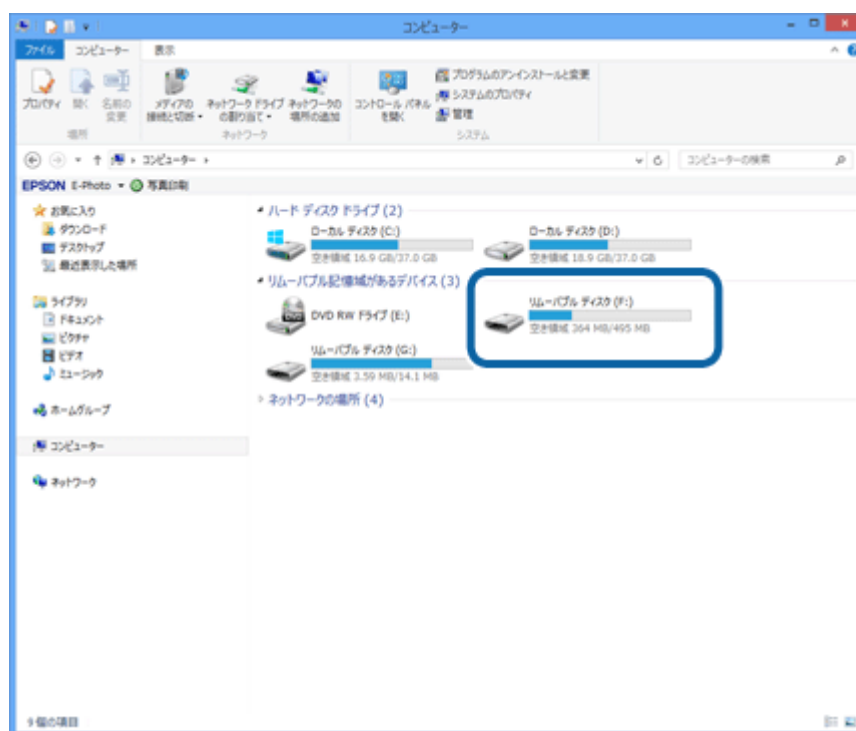 コンピューター
ファイル コンピューター 表示
プロパティ 開く 名前の変更 メディアの接続と切断 ネットワーク ドライブの割り当て ネットワークの場所の追加 コントロール パネルを開く プログラムのアンインストールと変更
システムのプロパティ
管理
場所 ネットワーク システム
コンピューター コンピューターの検索
EPSON E-Photo 写真印刷
お気に入り
ダウンロード
デスクトップ
最近表示した場所
ライブラリ
ドキュメント
ピクチャ
ビデオ
ミュージック
ホームグループ
コンピューター
ネットワーク
ハード ディスク ドライブ (2)
ローカル ディスク (C:)
空き領域 16.9 GB/37.0 GB
ローカル ディスク (D:)
空き領域 18.9 GB/37.0 GB
リムーバブル記憶域があるデバイス (3)
DVD RW ドライブ (E:)
リムーバブル ディスク (F:)
空き領域 364 MB/495 MB
リムーバブル ディスク (G:)
空き領域 3.59 MB/14.1 MB
ネットワークの場所 (4)
9 個の項目